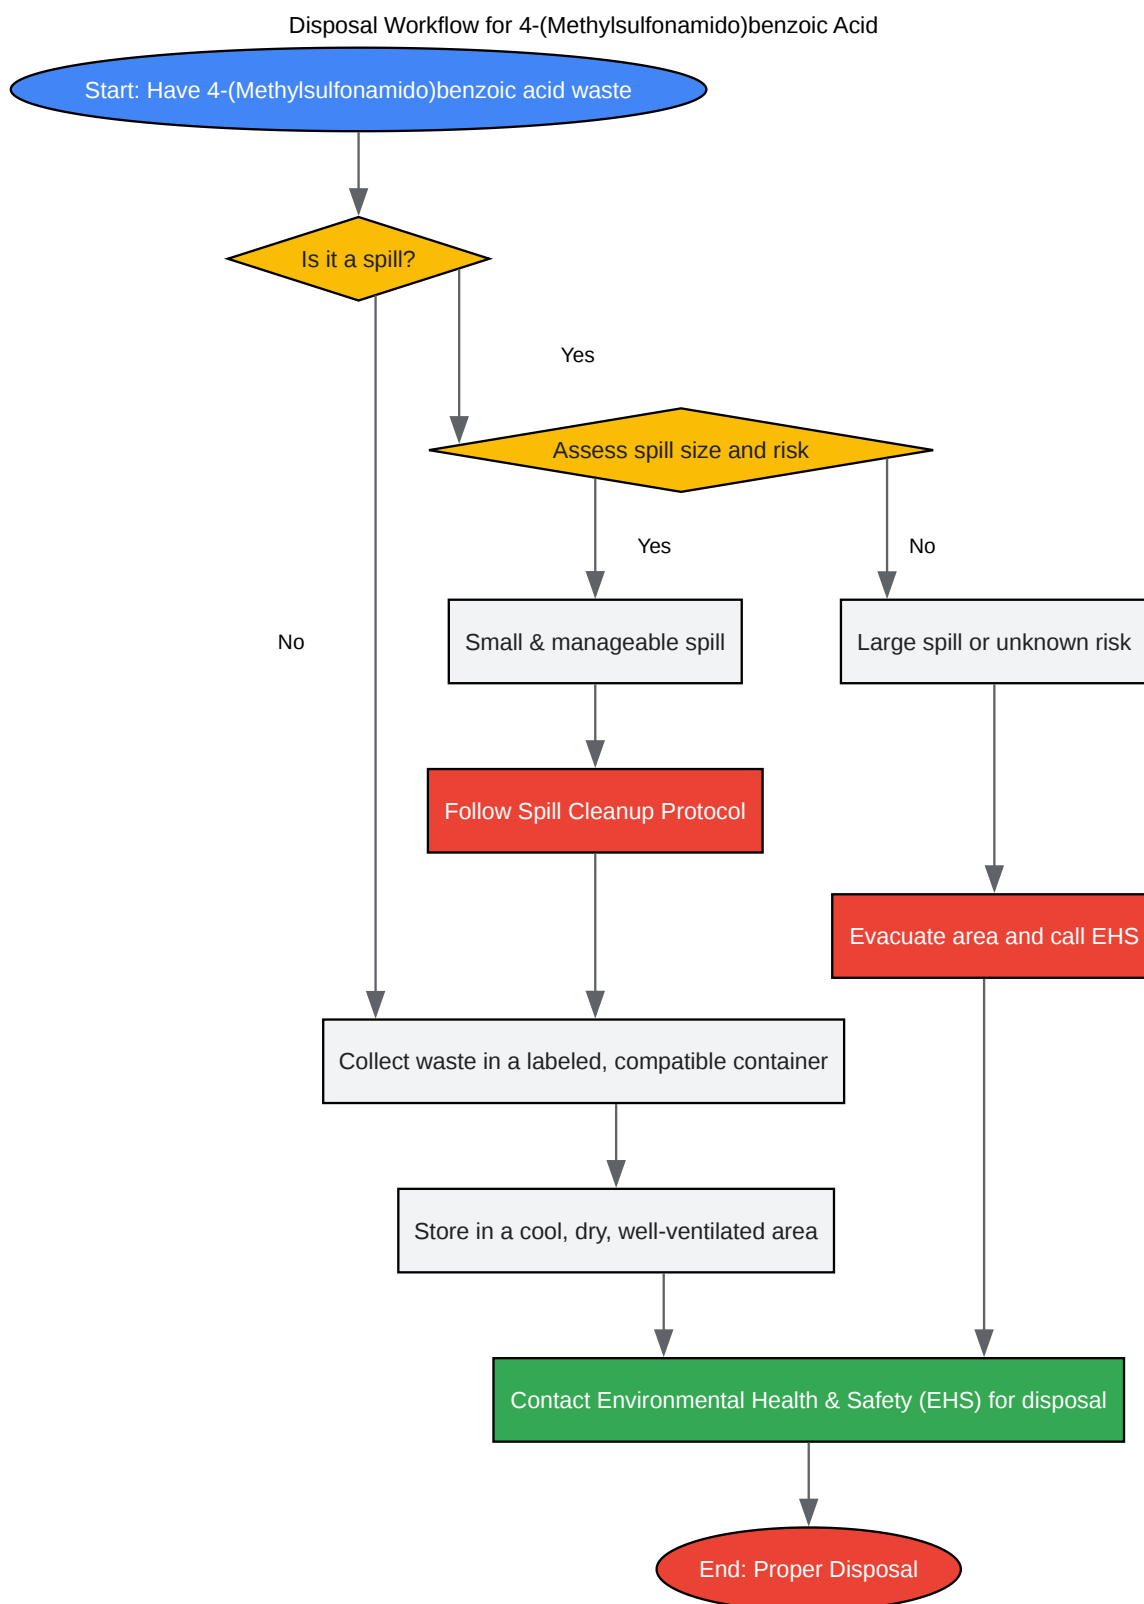 Disposal Workflow for 4-(Methylsulfonamido)benzoic Acid
Start: Have 4-(Methylsulfonamido)benzoic acid waste
Is it a spill?
Yes
Assess spill size and risk
Yes
No
No
Small & manageable spill
Large spill or unknown risk
Follow Spill Cleanup Protocol
Evacuate area and call EHS
Collect waste in a labeled, compatible container
Store in a cool, dry, well-ventilated area
Contact Environmental Health & Safety (EHS) for disposal
End: Proper Disposal